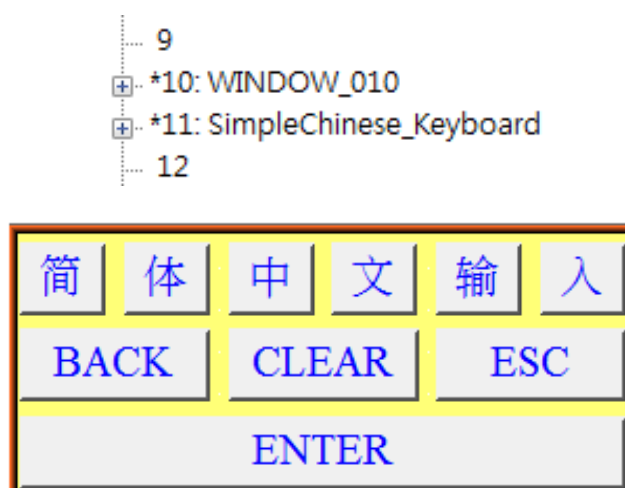 9
*10: WINDOW_010
*11: SimpleChinese_Keyboard
12
简 体 中 文 输 入
BACK CLEAR ESC
ENTER